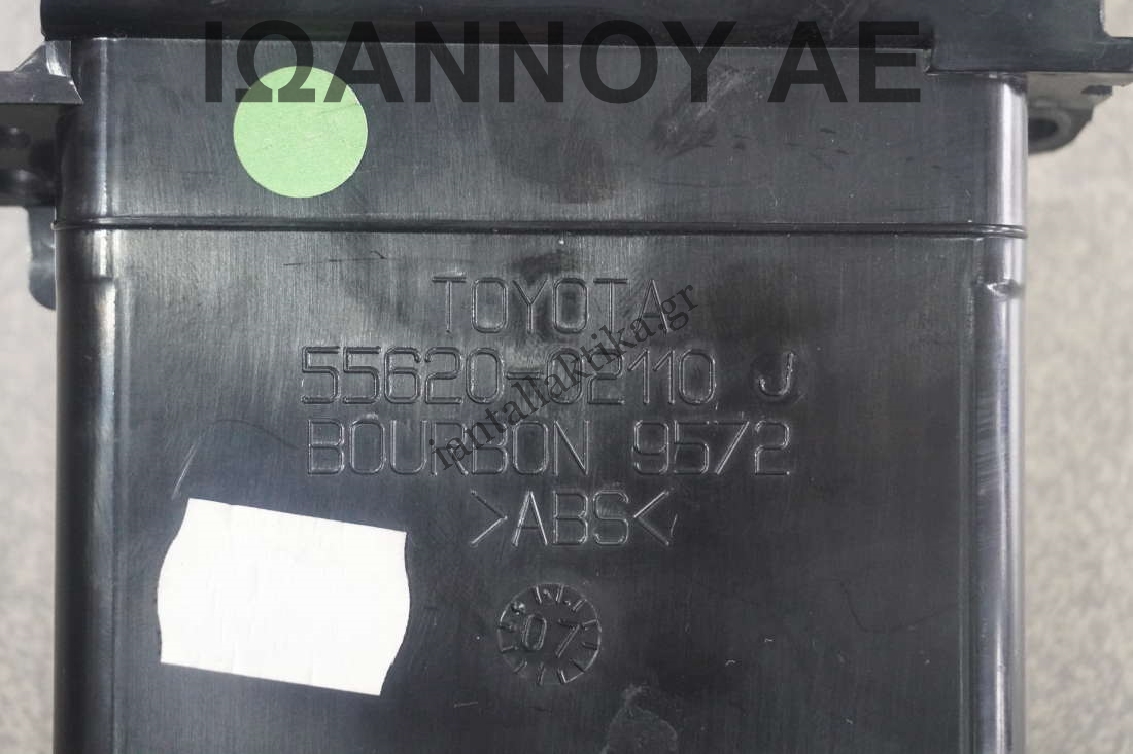 ΙΩΑΝΝΟΥ ΑΕ
TOYOTA
55620-02110 J
BOURBON 9572
>ABS<
07
iantallaktika.gr